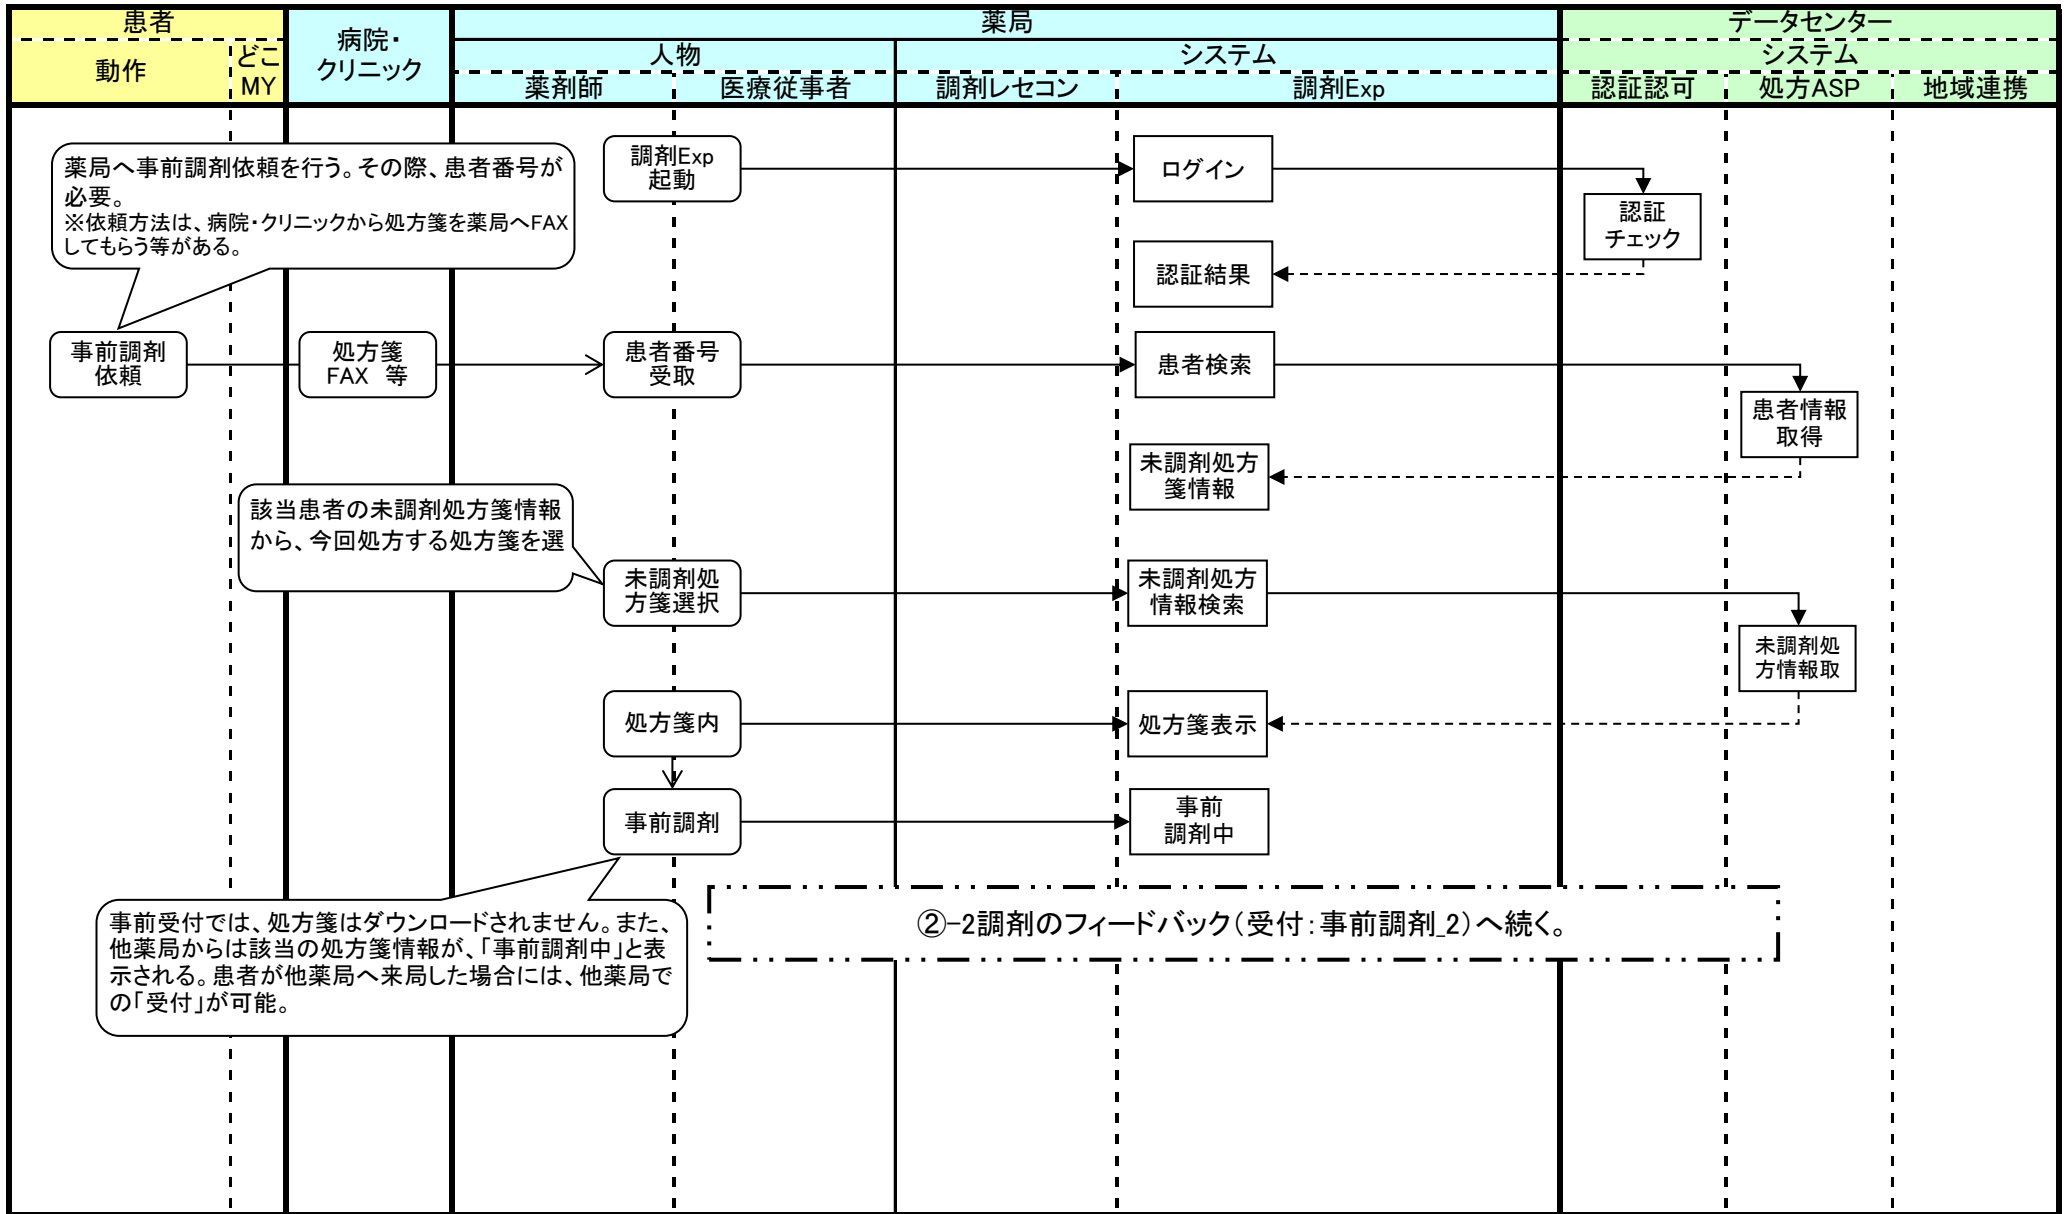 患者
動作
どこ
MY
病院・
クリニック
薬局
人物
システム
薬剤師
医療従事者
調剤レセコン
調剤Exp
データセンター
システム
認証認可
処方ASP
地域連携
薬局へ事前調剤依頼を行う。その際、患者番号が
必要。
※依頼方法は、病院・クリニックから処方箋を薬局へFAX
してもらう等がある。
調剤Exp
起動
ログイン
認証
チェック
認証結果
事前調剤
依頼
処方箋
FAX 等
患者番号
受取
患者検索
患者情報
取得
未調剤処方
箋情報
該当患者の未調剤処方箋情報
から、今回処方する処方箋を選
未調剤処
方箋選択
未調剤処方
情報検索
未調剤処
方情報取
処方箋内
処方箋表示
事前調剤
事前
調剤中
事前受付では、処方箋はダウンロードされません。また、
他薬局からは該当の処方箋情報が、「事前調剤中」と表
示される。患者が他薬局へ来局した場合には、他薬局で
の「受付」が可能。
②-2調剤のフィードバック(受付:事前調剤_2)へ続く。